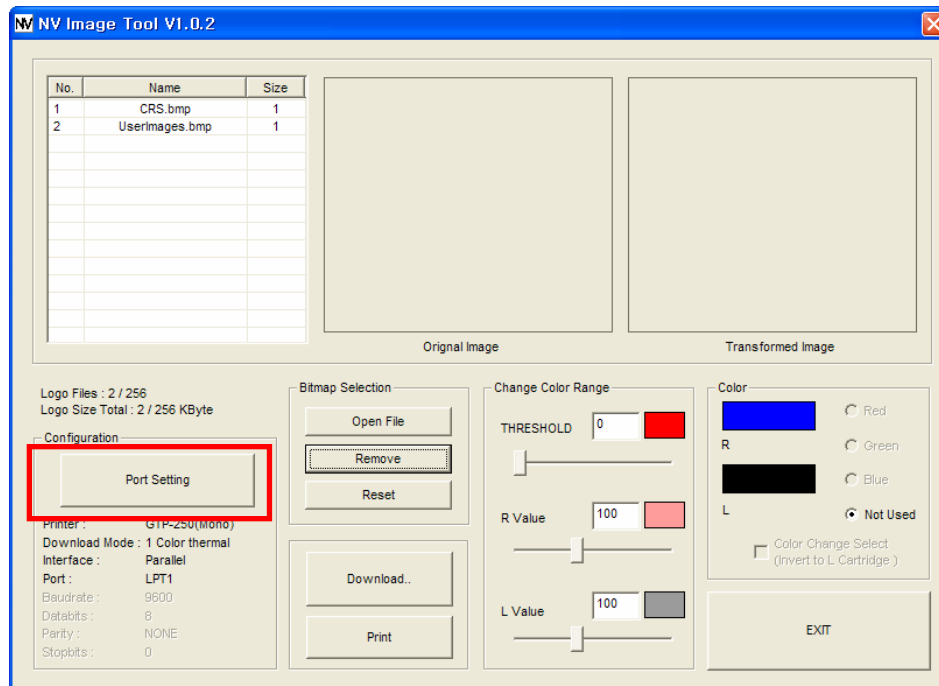 NV NV Image Tool V1.0.2
No. Name Size
1 CRS.bmp 1
2 UserImages.bmp 1
Orignal Image
Transformed Image
Logo Files : 2 / 256
Logo Size Total : 2 / 256 KByte
Configuration
Port Setting
Printer : GTP-250(Mono)
Download Mode : 1 Color thermal
Interface : Parallel
Port : LPT1
Baudrate : 9600
Databits : 8
Parity : NONE
Stopbits : 0
Bitmap Selection
Open File
Remove
Reset
Download..
Print
Change Color Range
THRESHOLD 0
R Value 100
L Value 100
Color
R
L
Red
Green
Blue
Not Used
Color Change Select
(Invert to L Cartridge )
EXIT